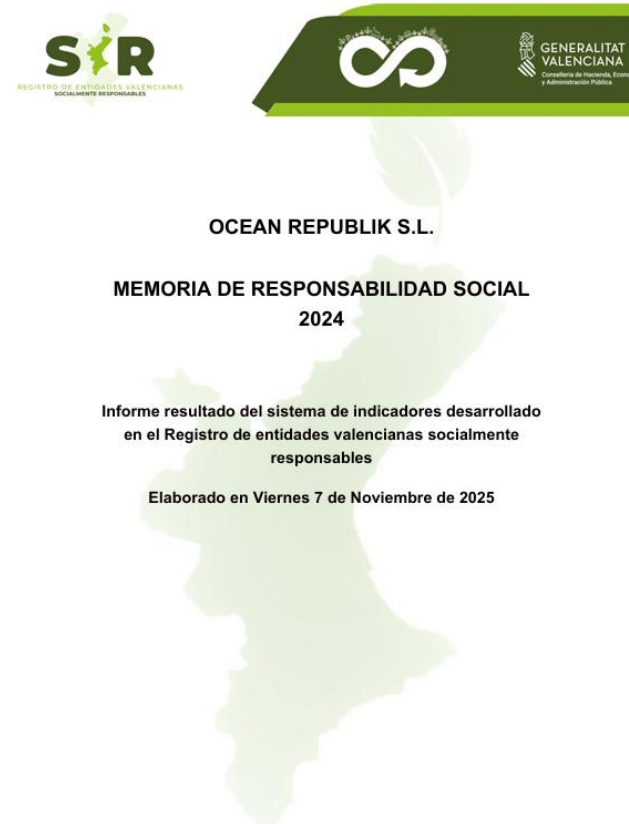 SIR
REGISTRO DE ENTIDADES VALENCIANAS
SOCIALMENTE RESPONSABLES
GENERALITAT
VALENCIANA
Conselleria de Hacienda, Econo
y Administración Pública
OCEAN REPUBLIK S.L.
MEMORIA DE RESPONSABILIDAD SOCIAL
2024
Informe resultado del sistema de indicadores desarrollado
en el Registro de entidades valencianas socialmente
responsables
Elaborado en Viernes 7 de Noviembre de 2025